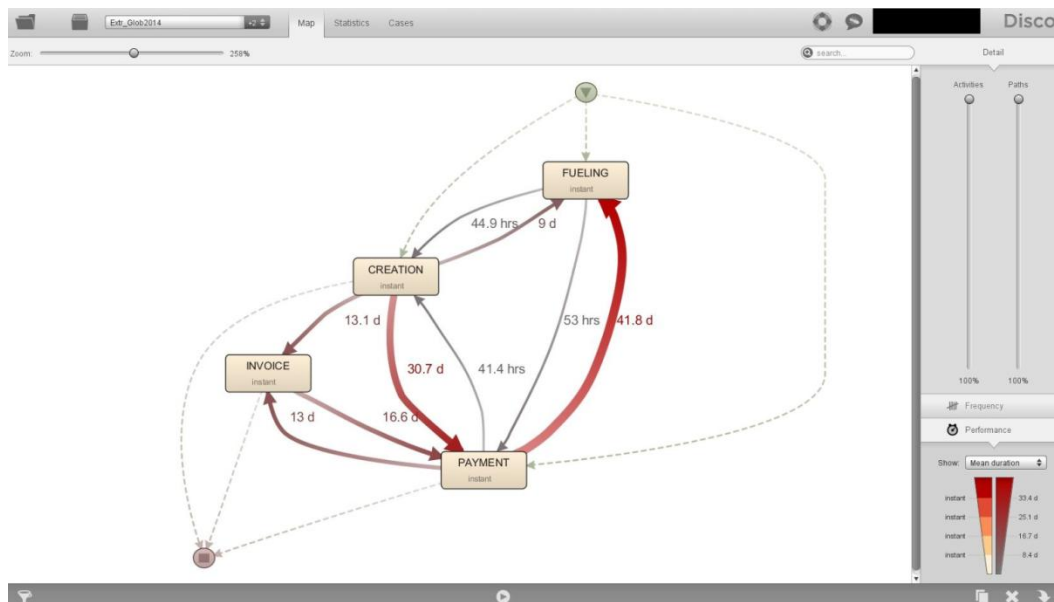 Extr_Glob2014
Map
Statistics
Cases
Disco
Zoom:
258%
search...
Detail
Activities
Paths
FUELING
instant
44.9 hrs
9 d
CREATION
instant
13.1 d
53 hrs
41.8 d
INVOICE
instant
30.7 d
41.4 hrs
13 d
16.6 d
PAYMENT
instant
100%
100%
Frequency
Performance
Show:
Mean duration
instant
33.4 d
instant
25.1 d
instant
16.7 d
instant
8.4 d